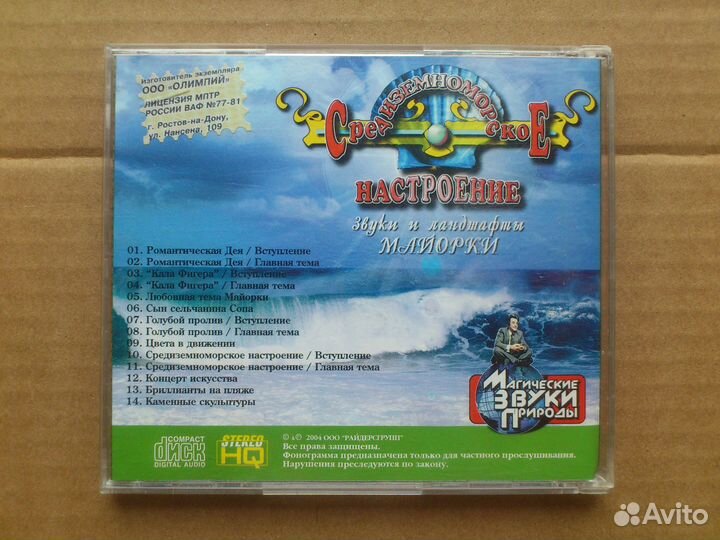 Изготовитель экземпляра
ООО «ОЛИМПИЙ»
ЛИЦЕНЗИЯ МПТР
РОССИИ ВАФ №77-81
г. Ростов-на-Дону,
ул. Нансена, 109
СРЕДИЗЕМНОМОРСКОЕ
НАСТРОЕНИЕ
Звуки и ландшафты
МАЙОРКИ
01. Романтическая Дея / Вступление
02. Романтическая Дея / Главная тема
03. "Кала Фигера" / Вступление
04. "Кала Фигера" / Главная тема
05. Любовная тема Майорки
06. Сын сельчанина Сопа
07. Голубой пролив / Вступление
08. Голубой пролив / Главная тема
09. Цвета в движении
10. Средиземноморское настроение / Вступление
11. Средиземноморское настроение / Главная тема
12. Концерт искусства
13. Бриллианты на пляже
14. Каменные скульптуры
МАГИЧЕСКИЕ
ЗВУКИ
ПРИРОДЫ
COMPACT
disc
DIGITAL AUDIO
STEREO
HQ
© ℗ 2004 ООО "РАЙДЕРГРУПП"
Все права защищены.
Фонограмма предназначена только для частного прослушивания.
Нарушения преследуются по закону.
Avito